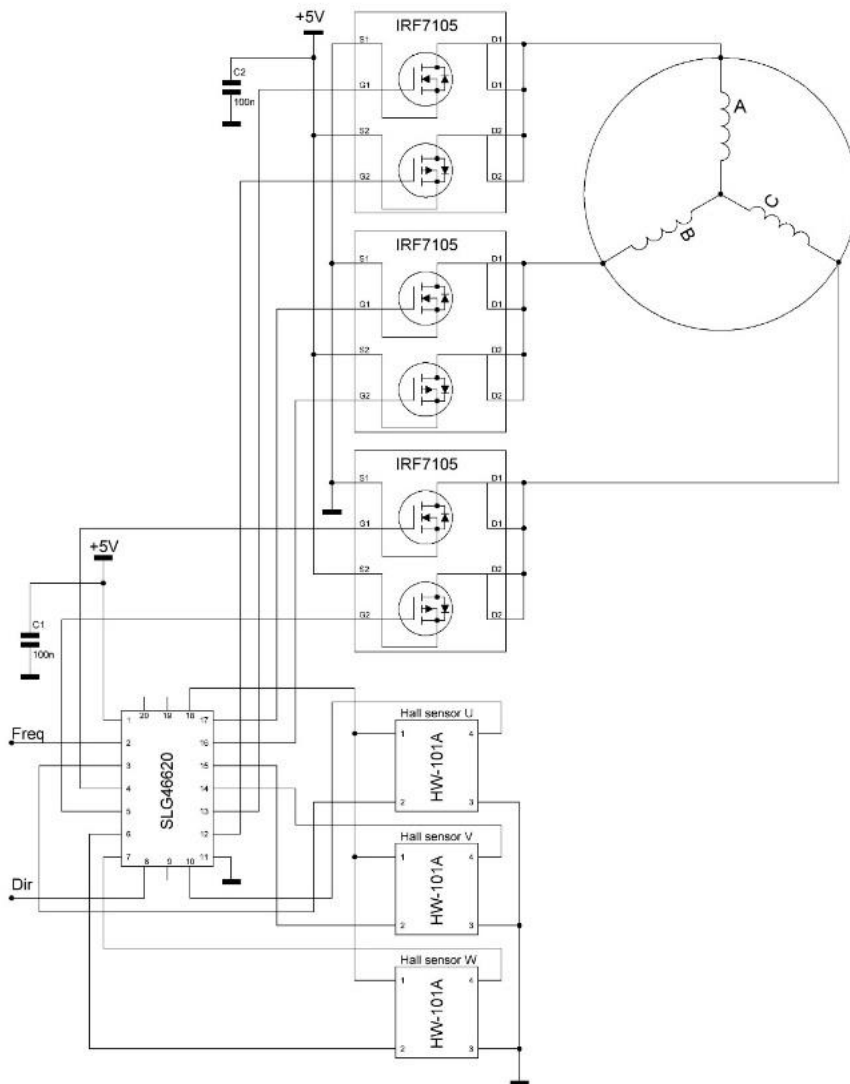 +5V
C2
100n
IRF7105
S1
D1
G1
D1
S2
D2
G2
D2
A
B
C
IRF7105
S1
D1
G1
D1
S2
D2
G2
D2
IRF7105
S1
D1
G1
D1
S2
D2
G2
D2
+5V
C1
100n
Freq
Dir
SLG46620
20 19 18
1 17
2 16
3 15
4 14
5 13
6 12
7 11
8 9 10
Hall sensor U
HW-101A
1 4
2 3
Hall sensor V
HW-101A
1 4
2 3
Hall sensor W
HW-101A
1 4
2 3